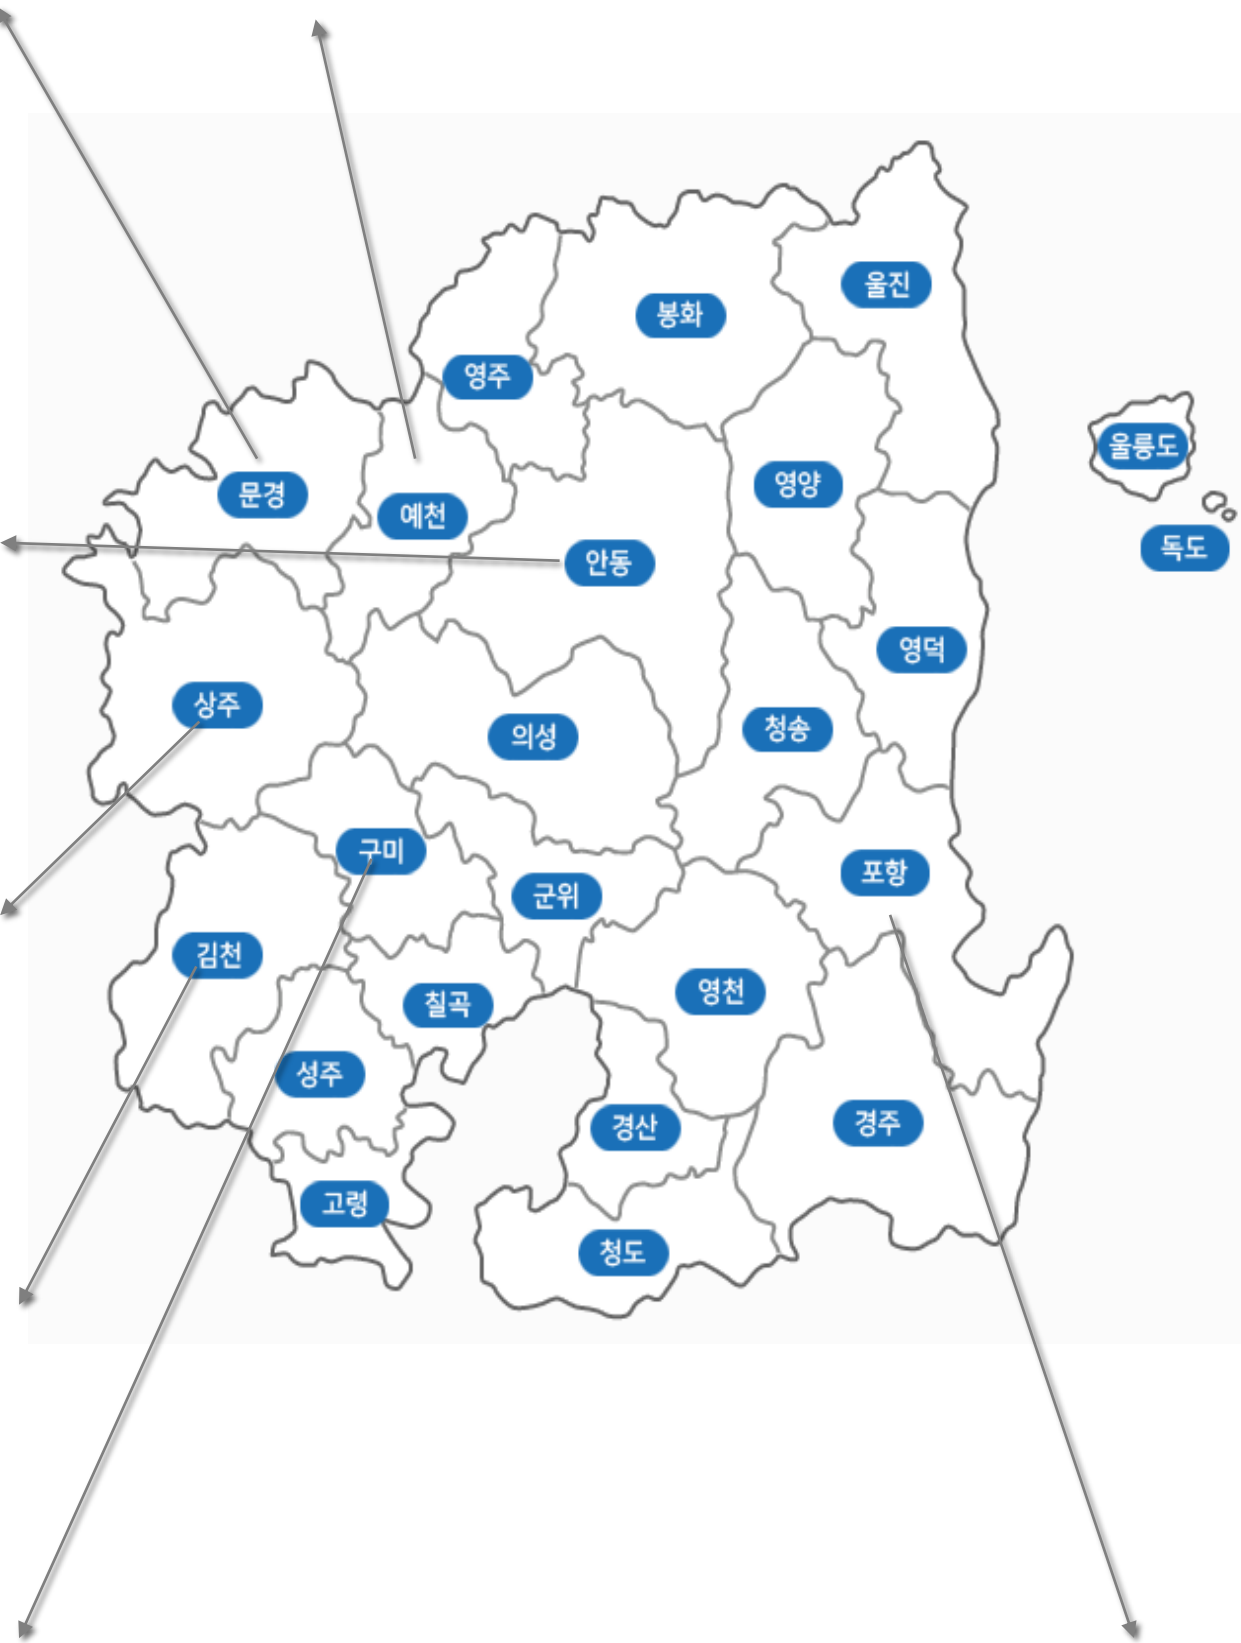 울진
봉화
영주
울릉도
영양
문경
예천
독도
안동
영덕
상주
청송
의성
구미
포항
군위
김천
영천
칠곡
성주
경주
경산
고령
청도